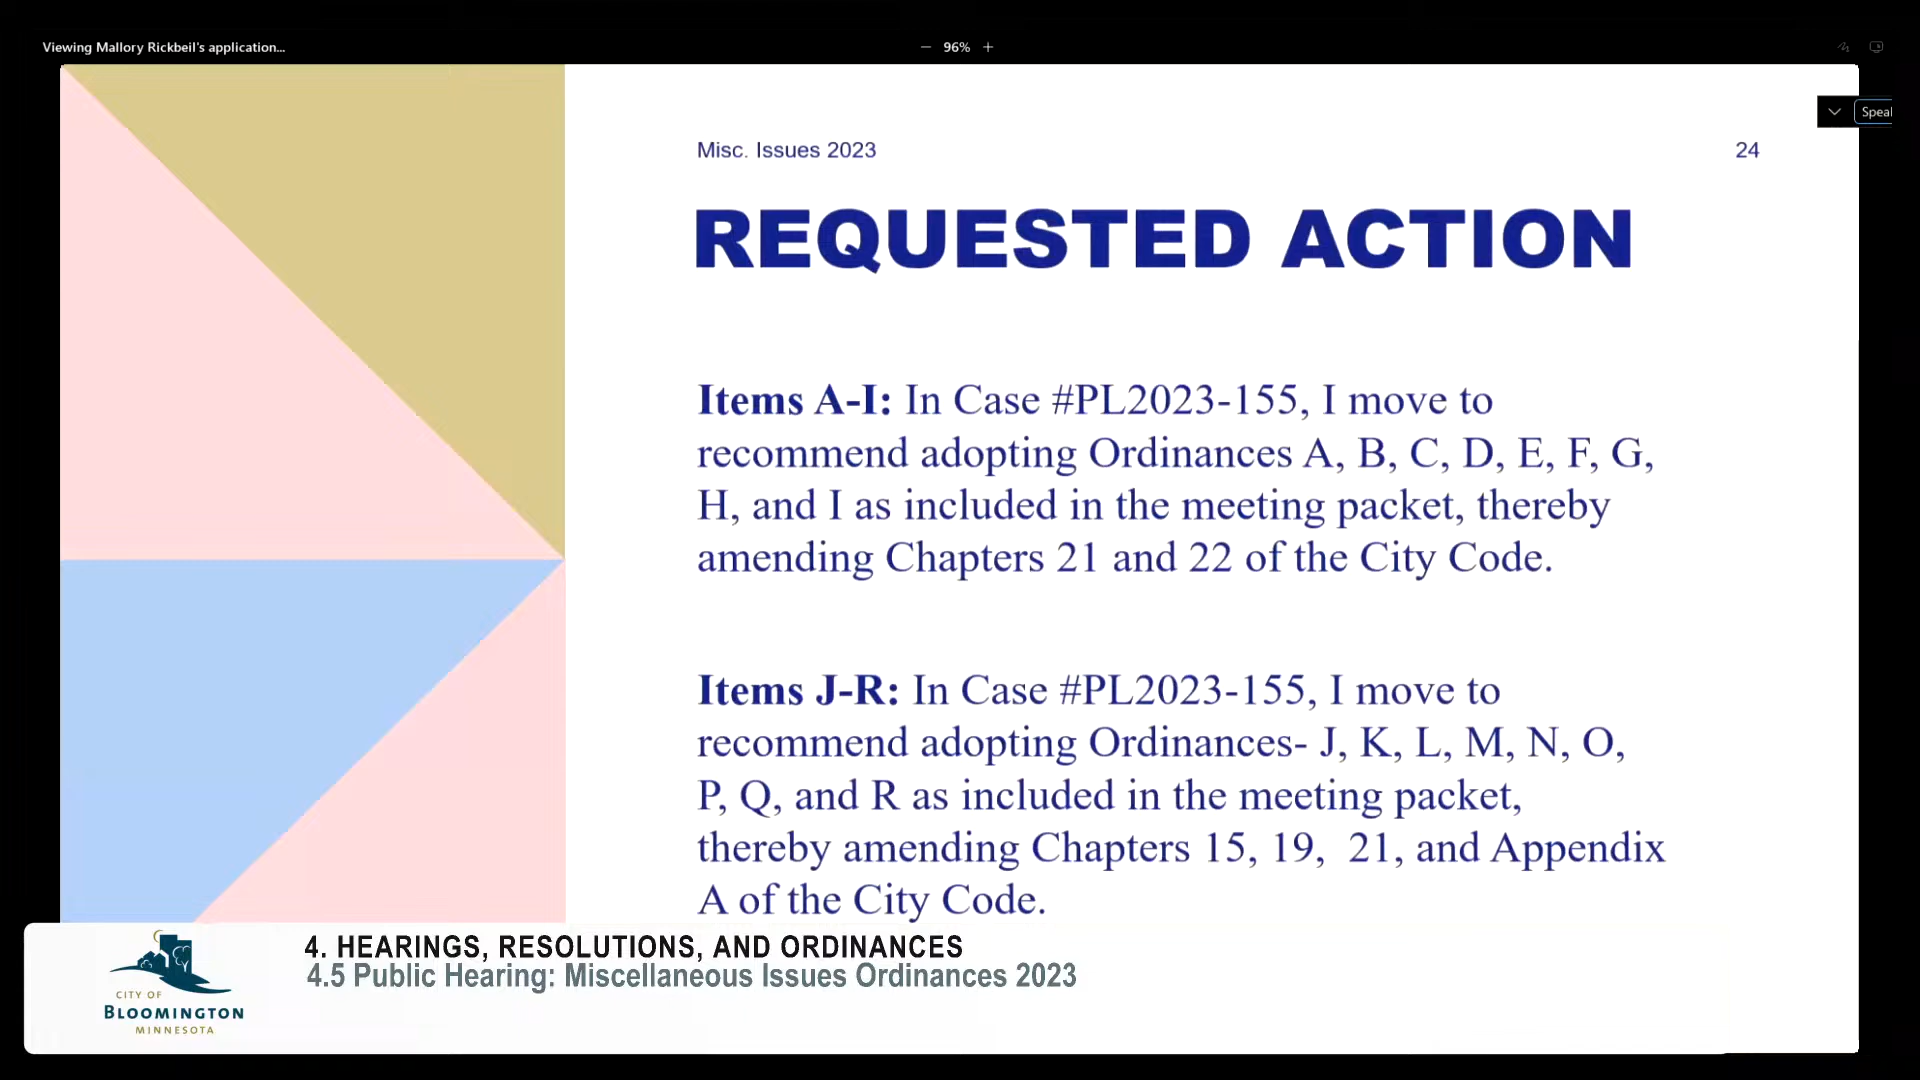 Viewing Mallory Rickbeil's application...
— 96% +
Speal
Misc. Issues 2023
24
REQUESTED ACTION
Items A-I: In Case #PL2023-155, I move to
recommend adopting Ordinances A, B, C, D, E, F, G,
H, and I as included in the meeting packet, thereby
amending Chapters 21 and 22 of the City Code.
Items J-R: In Case #PL2023-155, I move to
recommend adopting Ordinances- J, K, L, M, N, O,
P, Q, and R as included in the meeting packet,
thereby amending Chapters 15, 19,  21, and Appendix
A of the City Code.
4. HEARINGS, RESOLUTIONS, AND ORDINANCES
4.5 Public Hearing: Miscellaneous Issues Ordinances 2023
CITY OF
BLOOMINGTON
MINNESOTA